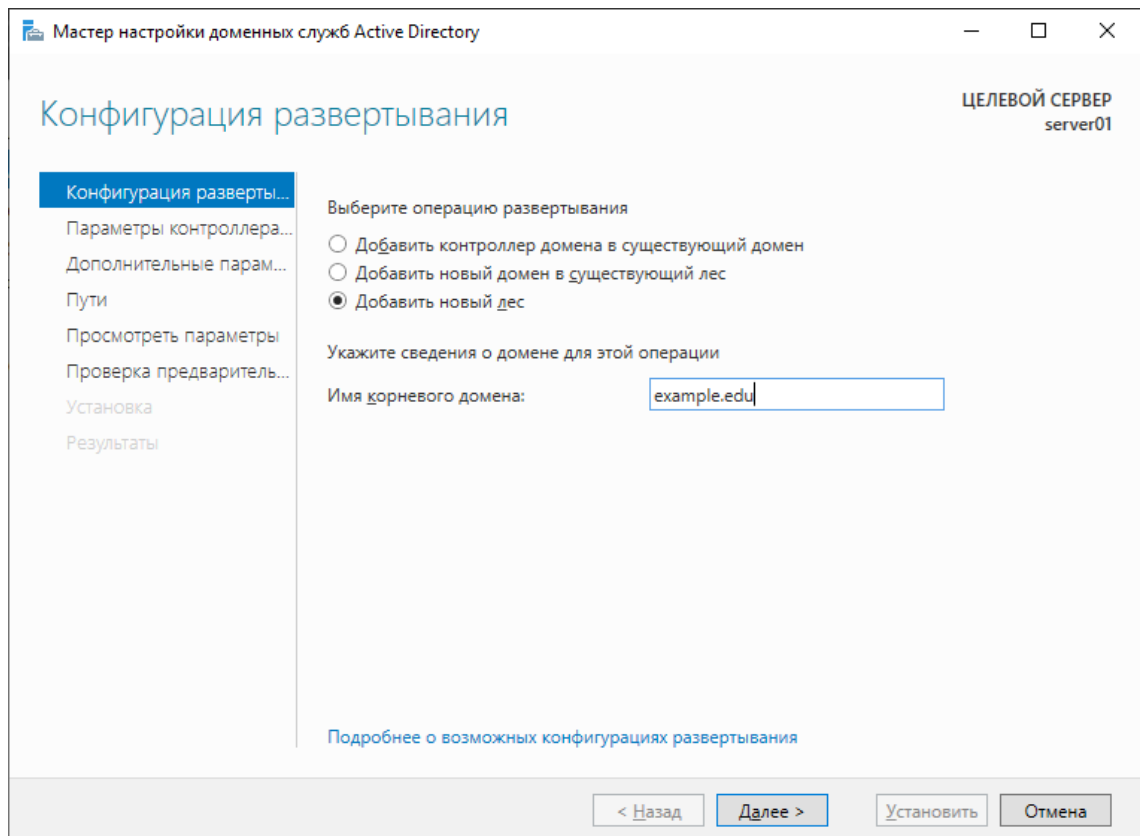 Мастер настройки доменных служб Active Directory
Конфигурация развертывания
ЦЕЛЕВОЙ СЕРВЕР
server01
Конфигурация разверты...
Параметры контроллера...
Дополнительные парам...
Пути
Просмотреть параметры
Проверка предваритель...
Установка
Результаты
Выберите операцию развертывания
Добавить контроллер домена в существующий домен
Добавить новый домен в существующий лес
Добавить новый лес
Укажите сведения о домене для этой операции
Имя корневого домена: example.edu
Подробнее о возможных конфигурациях развертывания
< Назад Далее > Установить Отмена